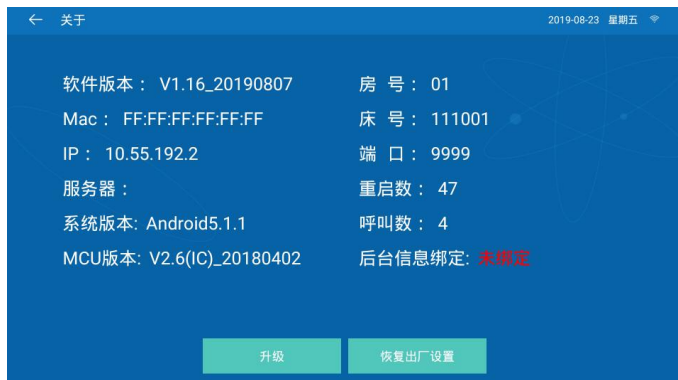 ← 关于 2019-08-23 星期五
软件版本： V1.16_20190807
房 号： 01
Mac： FF:FF:FF:FF:FF:FF
床 号： 111001
IP： 10.55.192.2
端 口： 9999
服务器：
重启数： 47
系统版本: Android5.1.1
呼叫数： 4
MCU版本: V2.6(IC)_20180402
后台信息绑定: 未绑定
升级
恢复出厂设置